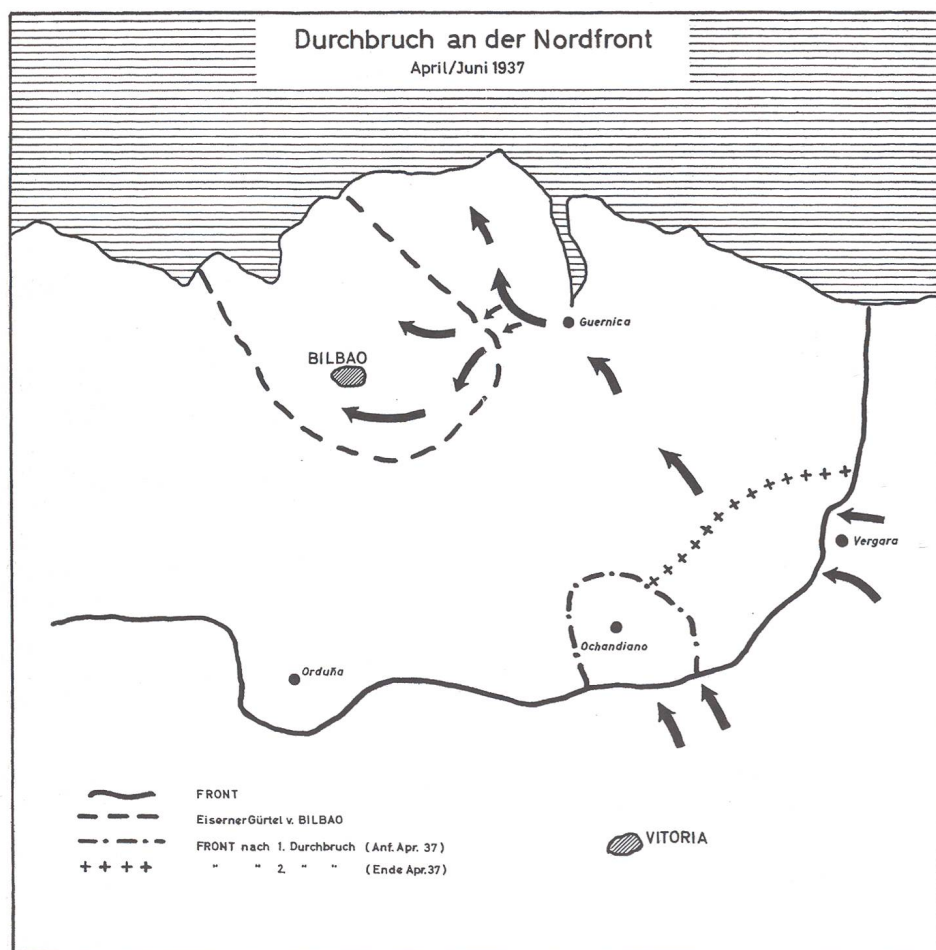 Durchbruch an der Nordfront
April/Juni 1937
Guernica
BILBAO
Vergara
Ochandiano
Orduña
FRONT
Eiserner Gürtel v. BILBAO
FRONT nach 1. Durchbruch (Anf. Apr. 37)
" " 2. " " (Ende Apr. 37)
VITORIA